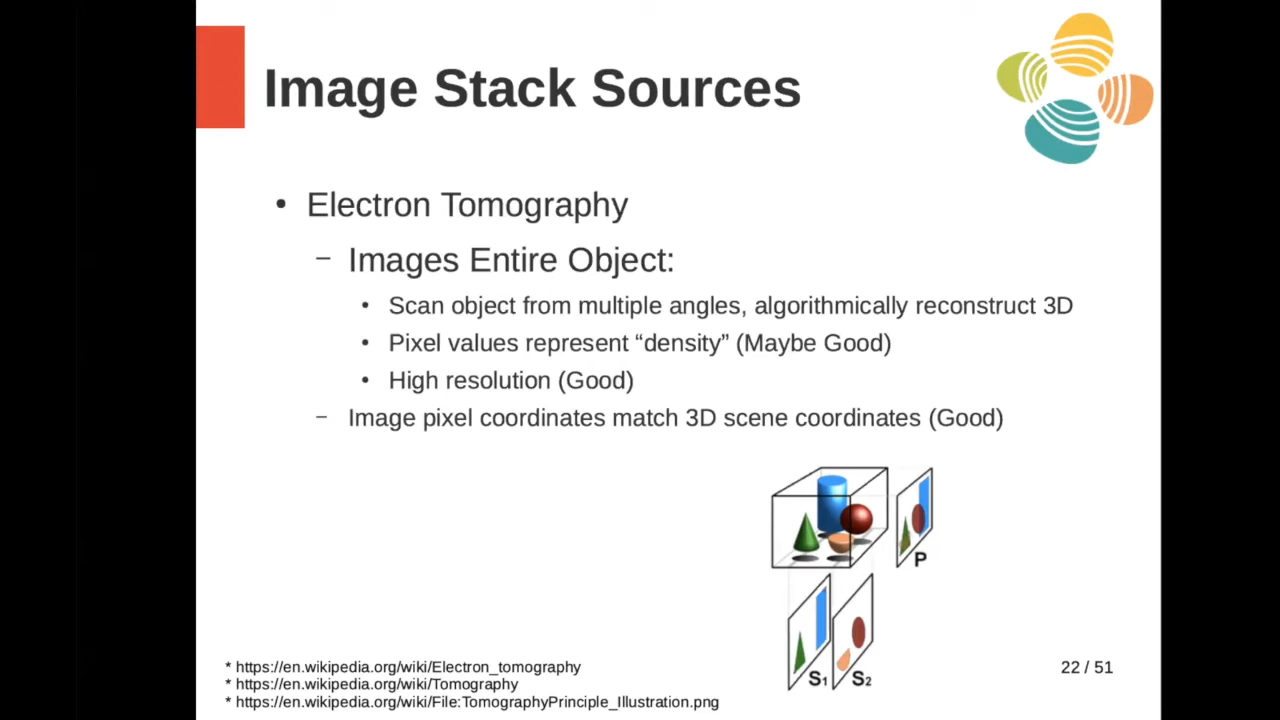 Image Stack Sources
• Electron Tomography
– Images Entire Object:
• Scan object from multiple angles, algorithmically reconstruct 3D
• Pixel values represent “density” (Maybe Good)
• High resolution (Good)
– Image pixel coordinates match 3D scene coordinates (Good)
P
S1 S2
* https://en.wikipedia.org/wiki/Electron_tomography
* https://en.wikipedia.org/wiki/Tomography
* https://en.wikipedia.org/wiki/File:TomographyPrinciple_Illustration.png
22 / 51